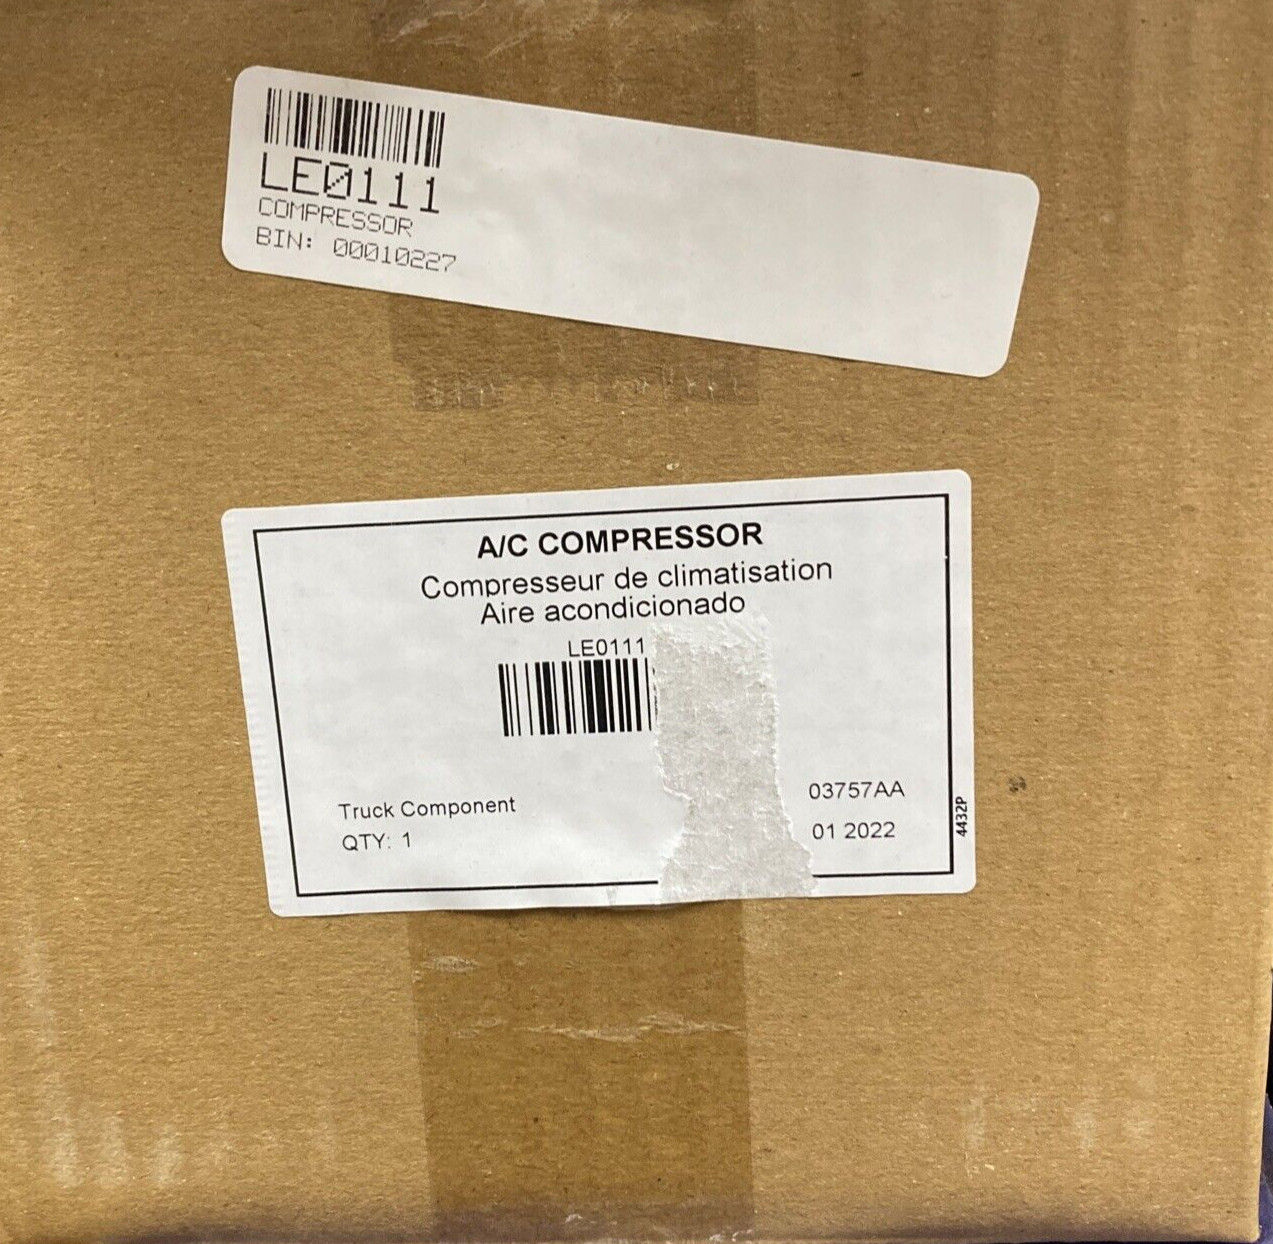 LE0111
COMPRESSOR
BIN: 00010227
A/C COMPRESSOR
Compresseur de climatisation
Aire acondicionado
LE0111
Truck Component
QTY: 1
03757AA
01 2022
4432P